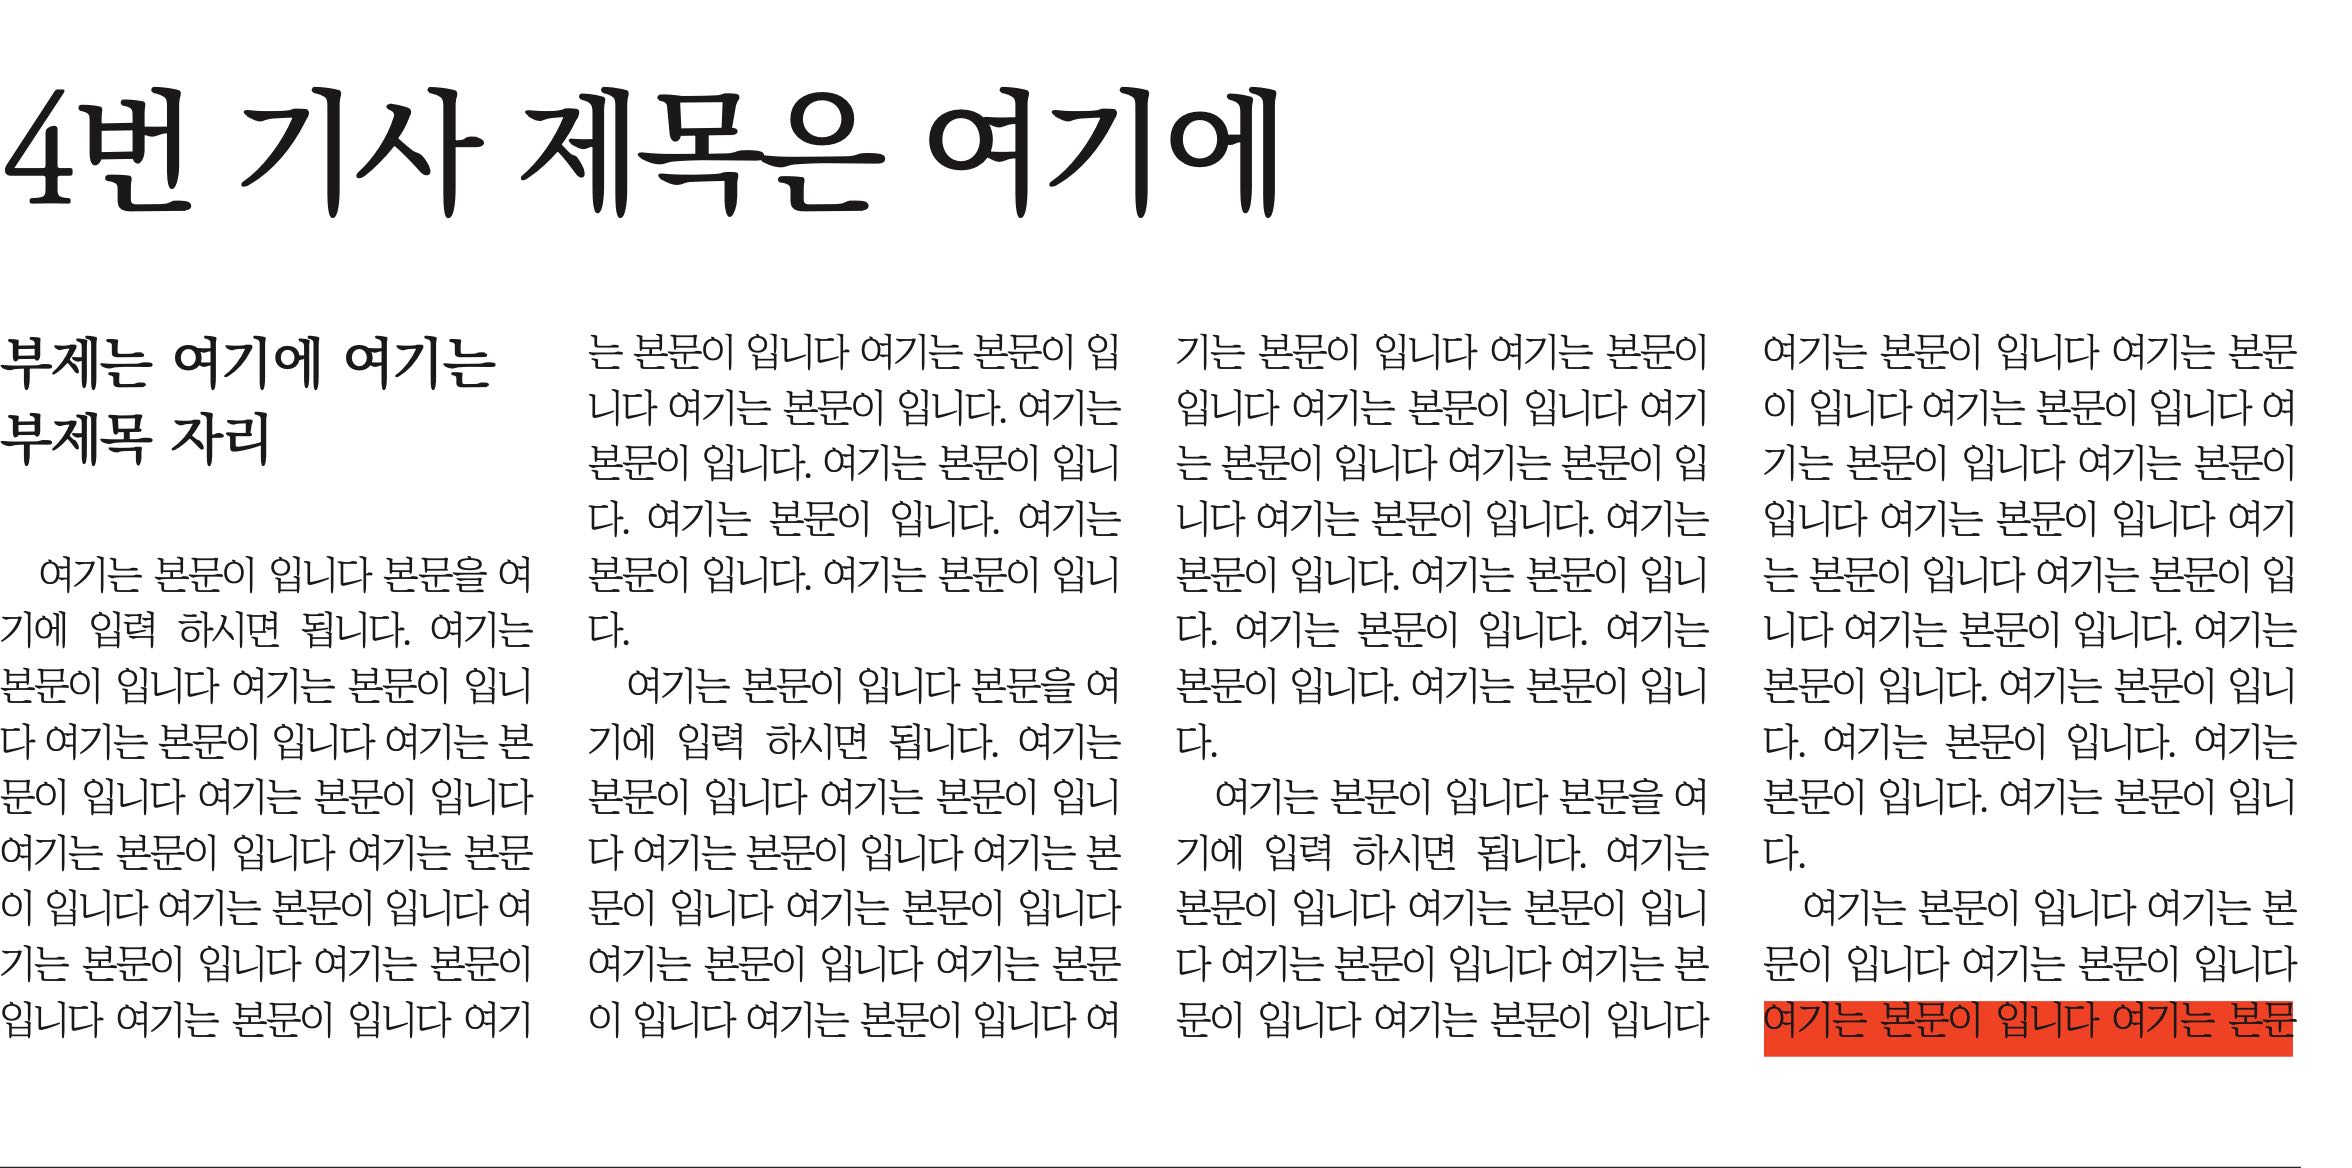 4번 기사 제목은 여기에
부제는 여기에 여기는
부제목 자리
여기는 본문이 입니다 본문을 여
기에 입력 하시면 됩니다. 여기는
본문이 입니다 여기는 본문이 입니
다 여기는 본문이 입니다 여기는 본
문이 입니다 여기는 본문이 입니다
여기는 본문이 입니다 여기는 본문
이 입니다 여기는 본문이 입니다 여
기는 본문이 입니다 여기는 본문이
입니다 여기는 본문이 입니다 여기
는 본문이 입니다 여기는 본문이 입
니다 여기는 본문이 입니다. 여기는
본문이 입니다. 여기는 본문이 입니
다. 여기는 본문이 입니다. 여기는
본문이 입니다. 여기는 본문이 입니
다.
여기는 본문이 입니다 본문을 여
기에 입력 하시면 됩니다. 여기는
본문이 입니다 여기는 본문이 입니
다 여기는 본문이 입니다 여기는 본
문이 입니다 여기는 본문이 입니다
여기는 본문이 입니다 여기는 본문
이 입니다 여기는 본문이 입니다 여
기는 본문이 입니다 여기는 본문이
입니다 여기는 본문이 입니다 여기
는 본문이 입니다 여기는 본문이 입
니다 여기는 본문이 입니다. 여기는
본문이 입니다. 여기는 본문이 입니
다. 여기는 본문이 입니다. 여기는
본문이 입니다. 여기는 본문이 입니
다.
여기는 본문이 입니다 본문을 여
기에 입력 하시면 됩니다. 여기는
본문이 입니다 여기는 본문이 입니
다 여기는 본문이 입니다 여기는 본
문이 입니다 여기는 본문이 입니다
여기는 본문이 입니다 여기는 본문
이 입니다 여기는 본문이 입니다 여
기는 본문이 입니다 여기는 본문이
입니다 여기는 본문이 입니다 여기
는 본문이 입니다 여기는 본문이 입
니다 여기는 본문이 입니다. 여기는
본문이 입니다. 여기는 본문이 입니
다. 여기는 본문이 입니다. 여기는
본문이 입니다. 여기는 본문이 입니
다.
여기는 본문이 입니다 여기는 본
문이 입니다 여기는 본문이 입니다
여기는 본문이 입니다 여기는 본문